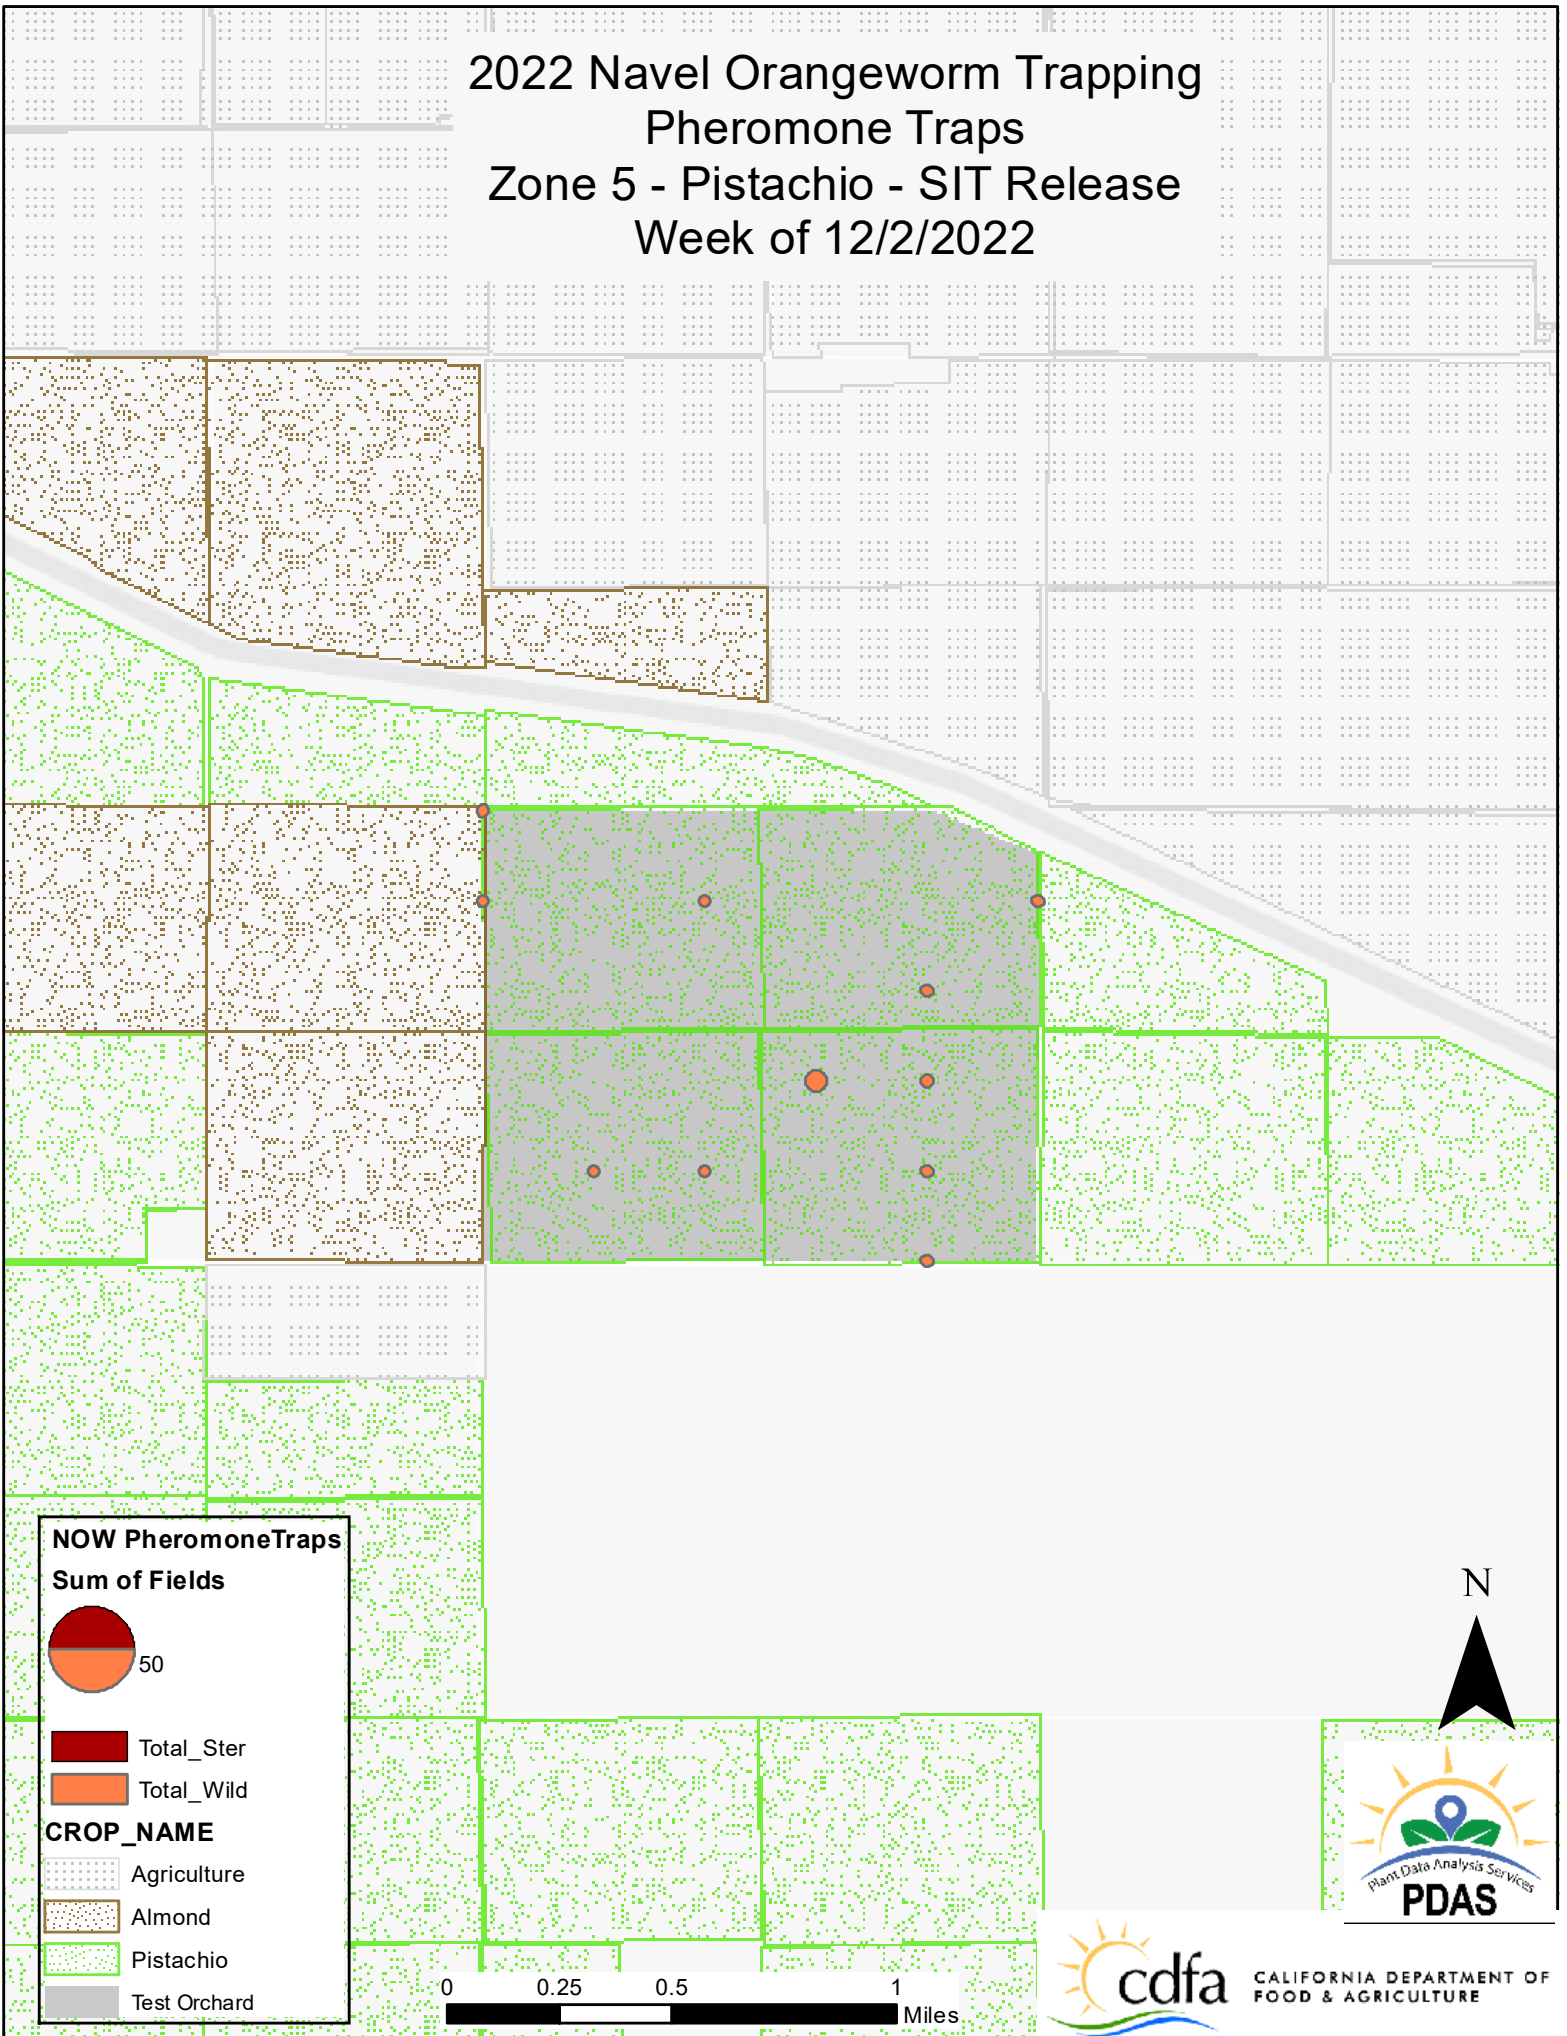 2022 Navel Orangeworm Trapping
Pheromone Traps
Zone 5 - Pistachio - SIT Release
Week of 12/2/2022
NOW PheromoneTraps
Sum of Fields
50
Total_Ster
Total_Wild
CROP_NAME
Agriculture
Almond
Pistachio
Test Orchard
0 0.25 0.5 1
Miles
N
Plant Data Analysis Services
PDAS
cdfa
CALIFORNIA DEPARTMENT OF
FOOD & AGRICULTURE